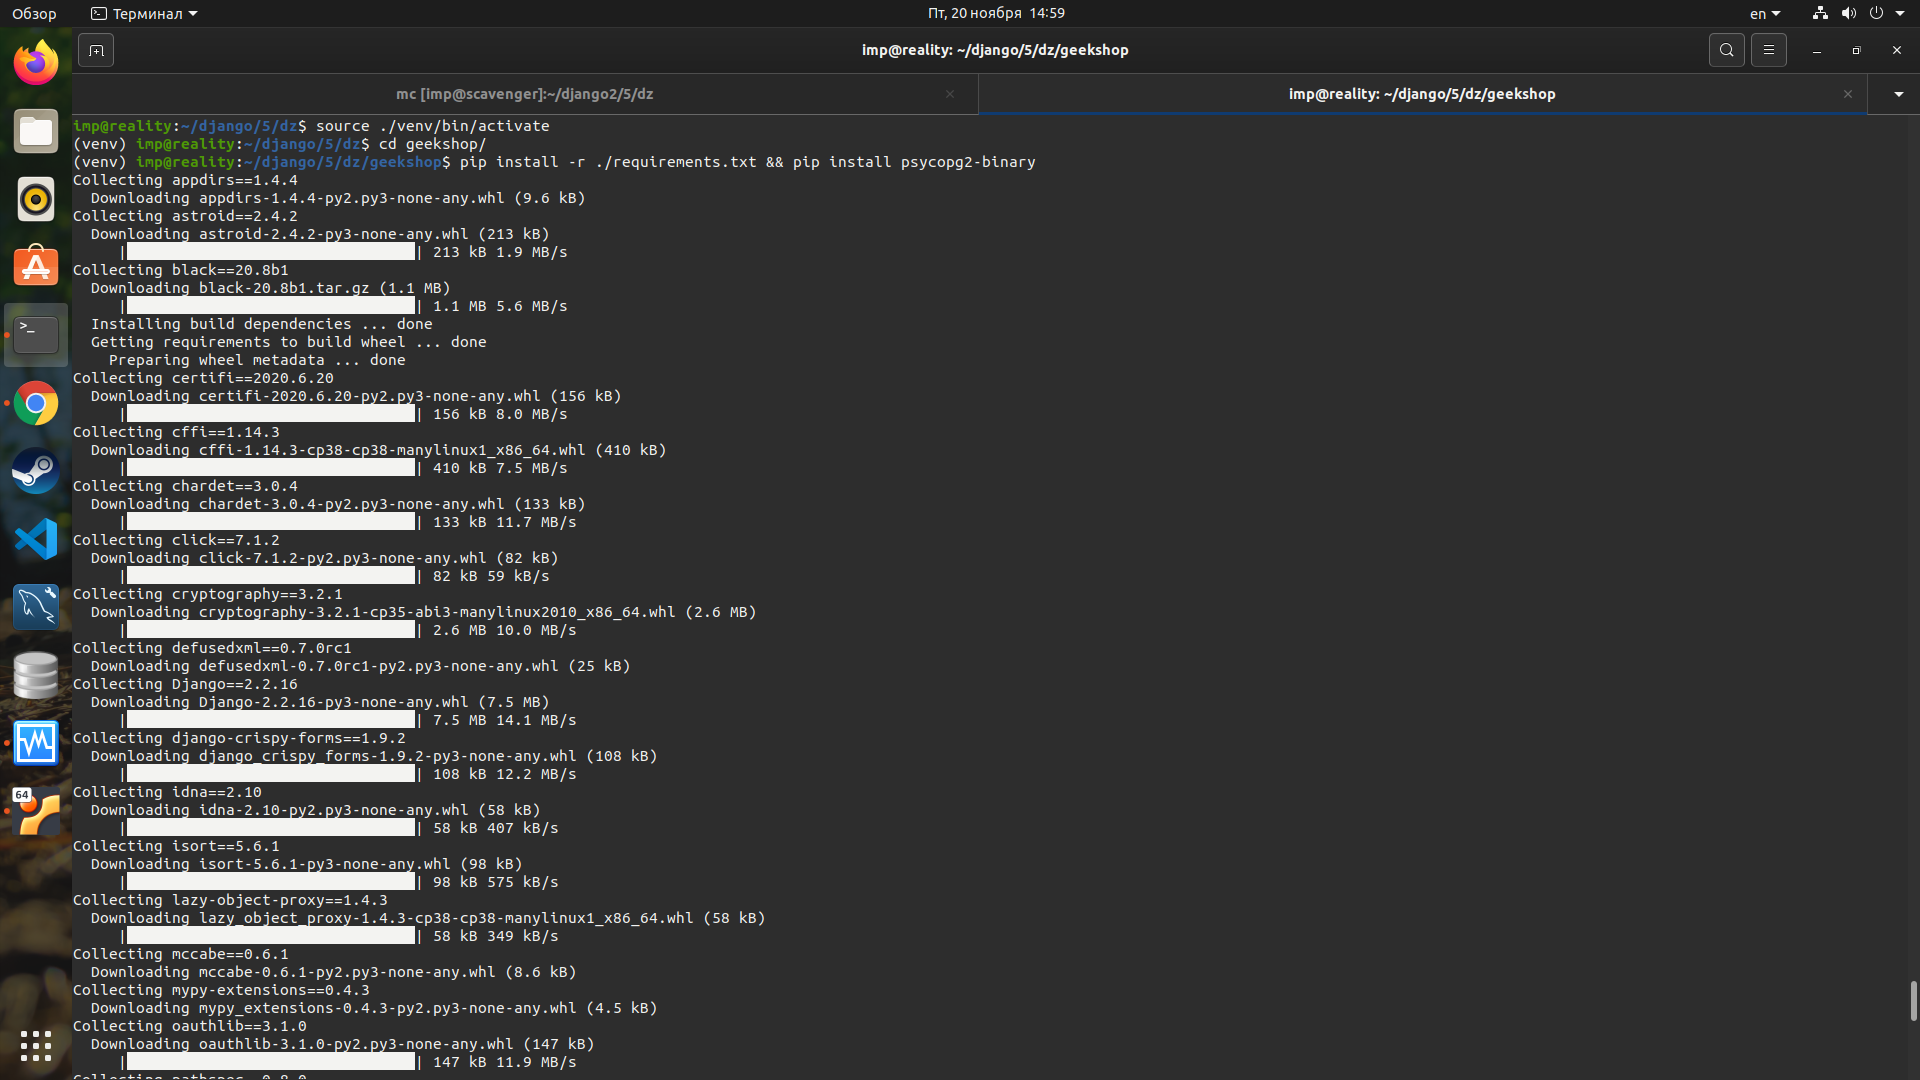 Обзор
Терминал
Пт, 20 ноября 14:59
en
imp@reality: ~/django/5/dz/geekshop
mc [imp@scavenger]:~/django2/5/dz
imp@reality: ~/django/5/dz/geekshop
imp@reality:~/django/5/dz$ source ./venv/bin/activate
(venv) imp@reality:~/django/5/dz$ cd geekshop/
(venv) imp@reality:~/django/5/dz/geekshop$ pip install -r ./requirements.txt && pip install psycopg2-binary
Collecting appdirs==1.4.4
Downloading appdirs-1.4.4-py2.py3-none-any.whl (9.6 kB)
Collecting astroid==2.4.2
Downloading astroid-2.4.2-py3-none-any.whl (213 kB)
| | 213 kB 1.9 MB/s
Collecting black==20.8b1
Downloading black-20.8b1.tar.gz (1.1 MB)
| | 1.1 MB 5.6 MB/s
Installing build dependencies ... done
Getting requirements to build wheel ... done
Preparing wheel metadata ... done
Collecting certifi==2020.6.20
Downloading certifi-2020.6.20-py2.py3-none-any.whl (156 kB)
| | 156 kB 8.0 MB/s
Collecting cffi==1.14.3
Downloading cffi-1.14.3-cp38-cp38-manylinux1_x86_64.whl (410 kB)
| | 410 kB 7.5 MB/s
Collecting chardet==3.0.4
Downloading chardet-3.0.4-py2.py3-none-any.whl (133 kB)
| | 133 kB 11.7 MB/s
Collecting click==7.1.2
Downloading click-7.1.2-py2.py3-none-any.whl (82 kB)
| | 82 kB 59 kB/s
Collecting cryptography==3.2.1
Downloading cryptography-3.2.1-cp35-abi3-manylinux2010_x86_64.whl (2.6 MB)
| | 2.6 MB 10.0 MB/s
Collecting defusedxml==0.7.0rc1
Downloading defusedxml-0.7.0rc1-py2.py3-none-any.whl (25 kB)
Collecting Django==2.2.16
Downloading Django-2.2.16-py3-none-any.whl (7.5 MB)
| | 7.5 MB 14.1 MB/s
Collecting django-crispy-forms==1.9.2
Downloading django_crispy_forms-1.9.2-py3-none-any.whl (108 kB)
| | 108 kB 12.2 MB/s
Collecting idna==2.10
Downloading idna-2.10-py2.py3-none-any.whl (58 kB)
| | 58 kB 407 kB/s
Collecting isort==5.6.1
Downloading isort-5.6.1-py3-none-any.whl (98 kB)
| | 98 kB 575 kB/s
Collecting lazy-object-proxy==1.4.3
Downloading lazy_object_proxy-1.4.3-cp38-cp38-manylinux1_x86_64.whl (58 kB)
| | 58 kB 349 kB/s
Collecting mccabe==0.6.1
Downloading mccabe-0.6.1-py2.py3-none-any.whl (8.6 kB)
Collecting mypy-extensions==0.4.3
Downloading mypy_extensions-0.4.3-py2.py3-none-any.whl (4.5 kB)
Collecting oauthlib==3.1.0
Downloading oauthlib-3.1.0-py2.py3-none-any.whl (147 kB)
| | 147 kB 11.9 MB/s
64